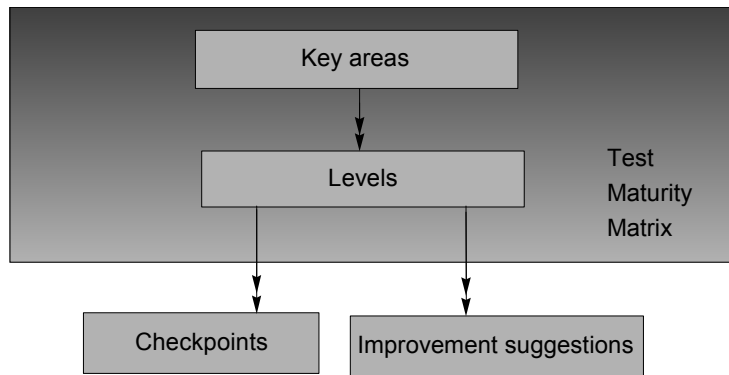 Key areas
Levels
Test
Maturity
Matrix
Checkpoints
Improvement suggestions